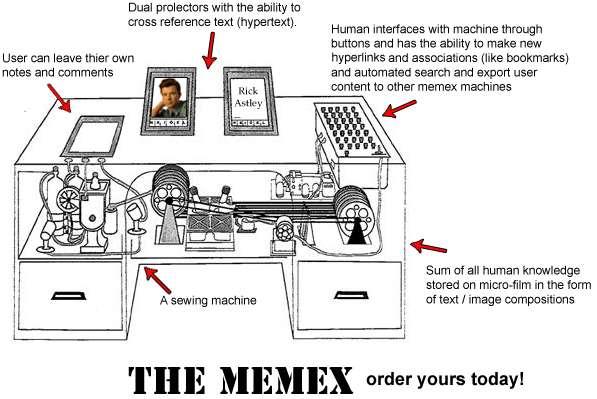 Dual prolectors with the ability to
cross reference text (hypertext).
Human interfaces with machine through
buttons and has the ability to make new
hyperlinks and associations (like bookmarks)
and automated search and export user
content to other memex machines
User can leave thier own
notes and comments
Rick
Astley
Sum of all human knowledge
stored on micro-film in the form
of text / image compositions
A sewing machine
THE MEMEX order yours today!